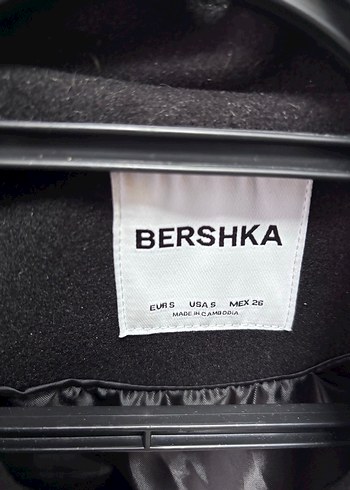 BERSHKA
EUR S USA S MEX 26
MADE IN CAMBODIA